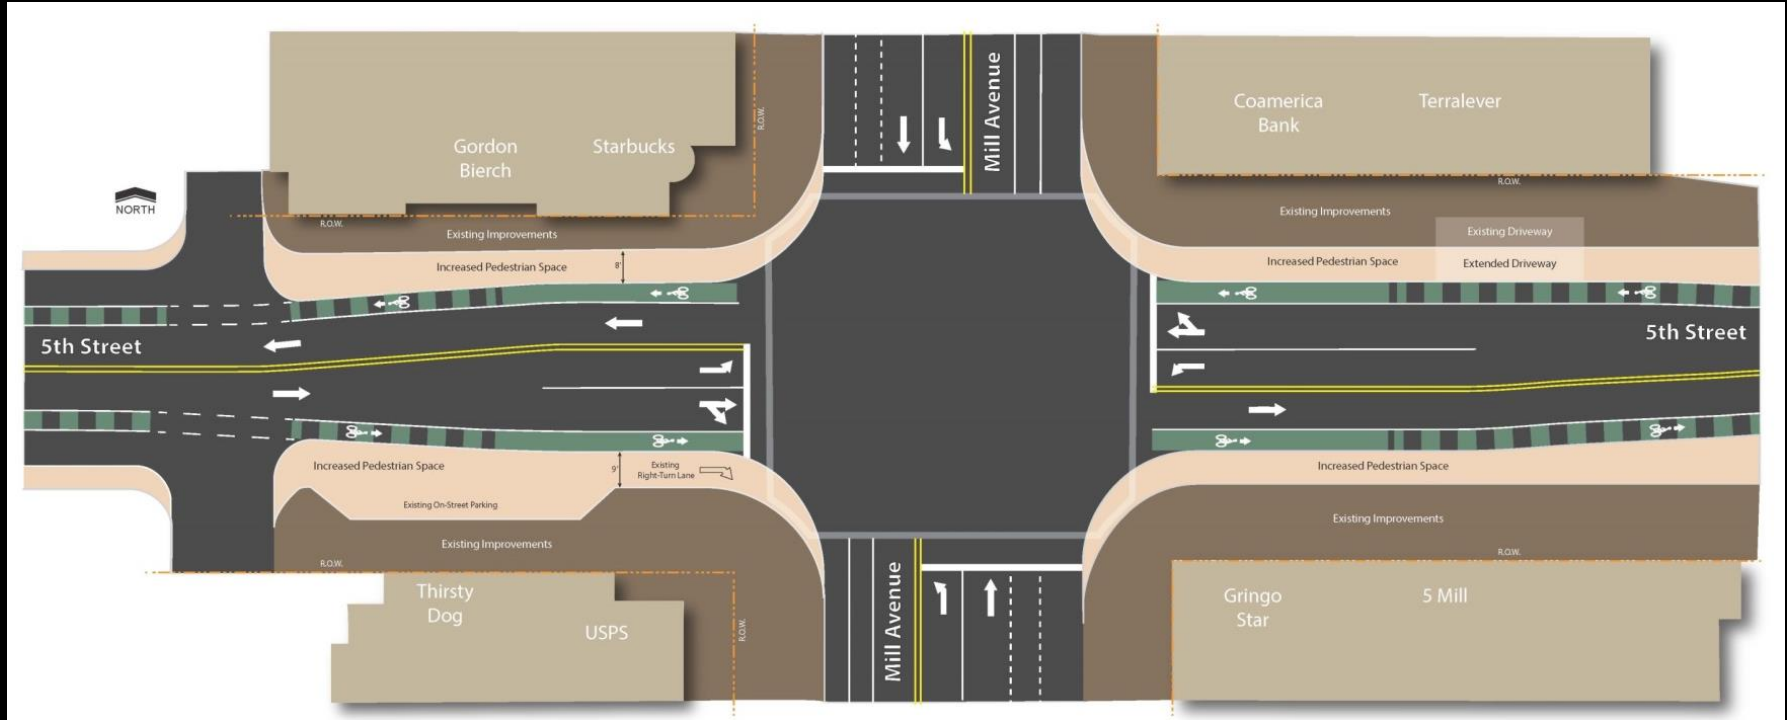 Mill Avenue
Coamerica
Bank
Terralever
Gordon
Bierch
Starbucks
R.O.W.
NORTH
R.O.W.
R.O.W.
Existing Improvements
Existing Improvements
Existing Driveway
Increased Pedestrian Space
8'
Increased Pedestrian Space
Extended Driveway
5th Street
5th Street
Increased Pedestrian Space
9'
Existing
Right-Turn Lane
Increased Pedestrian Space
Existing On-Street Parking
Existing Improvements
Existing Improvements
R.O.W.
R.O.W.
Thirsty
Dog
USPS
R.O.W.
Mill Avenue
Gringo
Star
5 Mill